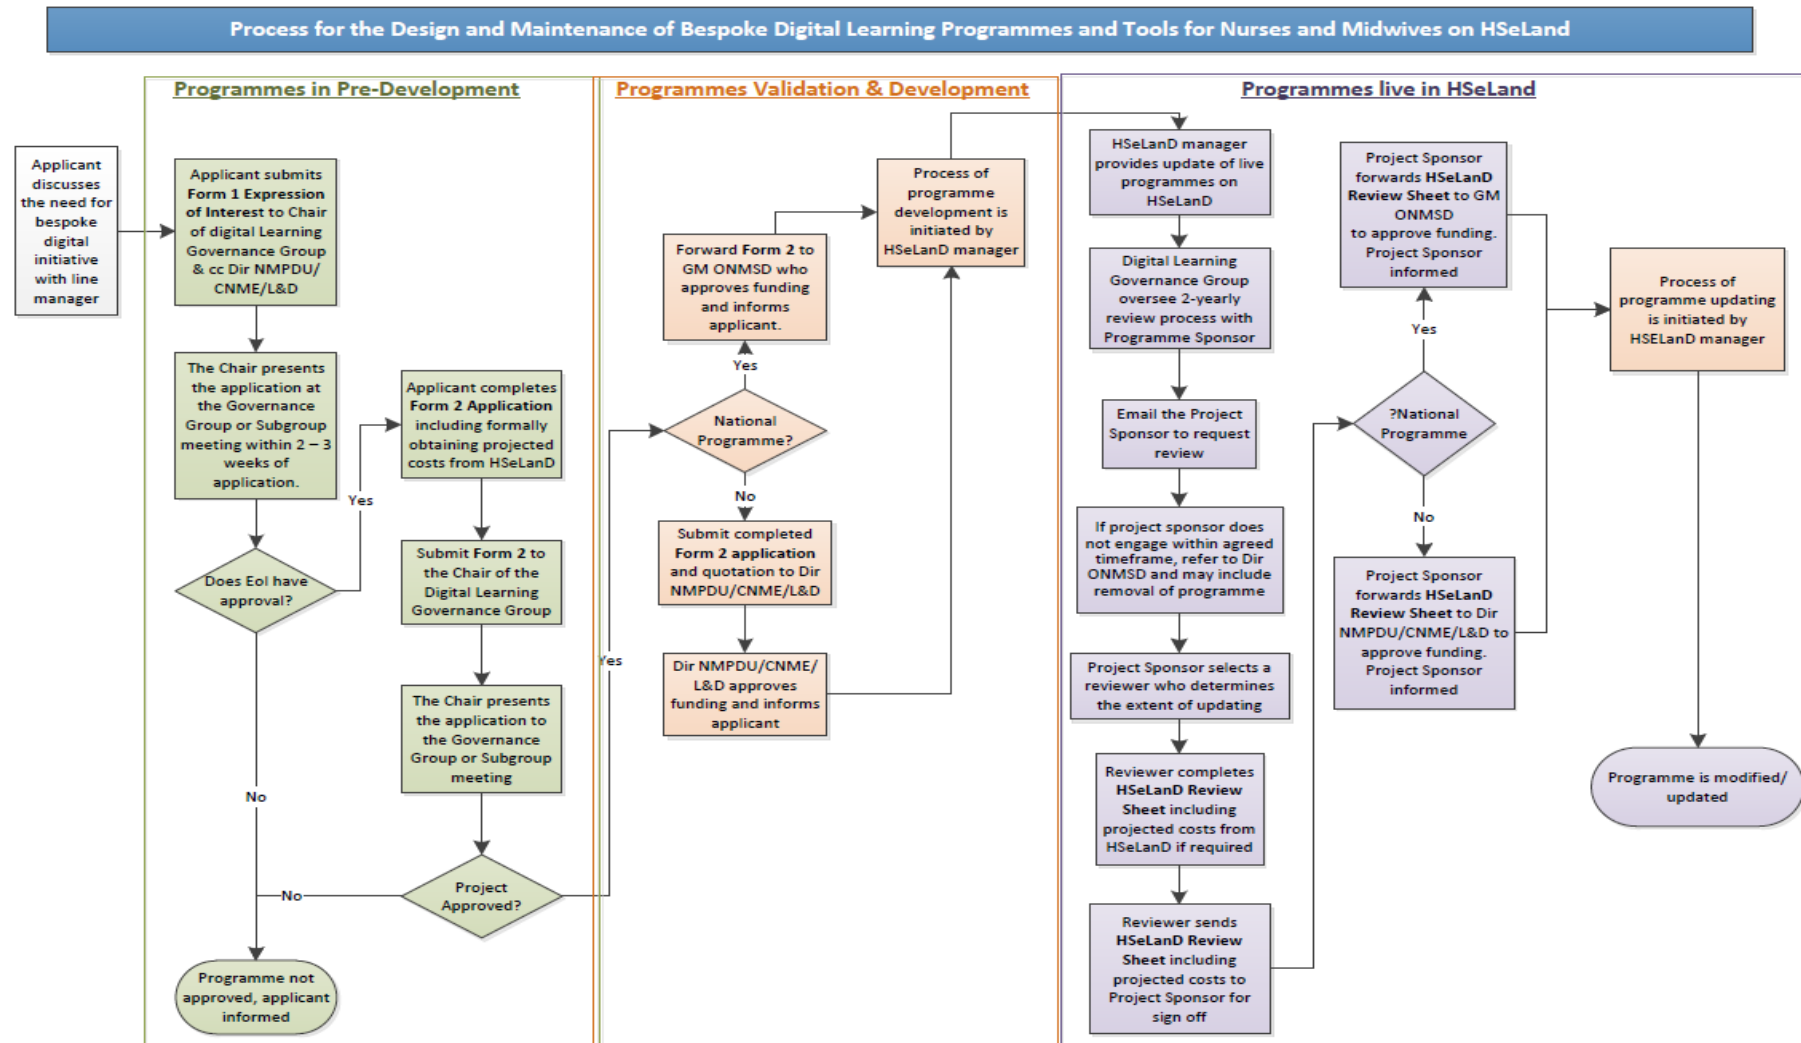 Process for the Design and Maintenance of Bespoke Digital Learning Programmes and Tools for Nurses and Midwives on HSeLand
Programmes in Pre-Development
Applicant
discusses
the need for
bespoke
digital
initiative
with line
manager
Applicant submits
Form 1 Expression
of Interest to Chair
of digital Learning
Governance Group
& cc Dir NMPDU/
CNME/L&D
The Chair presents
the application at
the Governance
Group or Subgroup
meeting within 2 – 3
weeks of
application.
Does EoI have
approval?
Yes
No
Applicant completes
Form 2 Application
including formally
obtaining projected
costs from HSeLanD
Submit Form 2 to
the Chair of the
Digital Learning
Governance Group
The Chair presents
the application to
the Governance
Group or Subgroup
meeting
Project
Approved?
No
Yes
Programme not
approved, applicant
informed
Programmes Validation & Development
Process of
programme
development is
initiated by
HSeLanD manager
Forward Form 2 to
GM ONMSD who
approves funding
and informs
applicant.
Yes
National
Programme?
No
Submit completed
Form 2 application
and quotation to Dir
NMPDU/CNME/L&D
Dir NMPDU/CNME/
L&D approves
funding and informs
applicant
Programmes live in HSeLand
HSeLanD manager
provides update of live
programmes on
HSeLanD
Digital Learning
Governance Group
oversee 2-yearly
review process with
Programme Sponsor
Email the Project
Sponsor to request
review
If project sponsor does
not engage within agreed
timeframe, refer to Dir
ONMSD and may include
removal of programme
Project Sponsor selects a
reviewer who determines
the extent of updating
Reviewer completes
HSeLanD Review
Sheet including
projected costs from
HSeLanD if required
Reviewer sends
HSeLanD Review
Sheet including
projected costs to
Project Sponsor for
sign off
Project Sponsor
forwards HSeLanD
Review Sheet to GM
ONMSD
to approve funding.
Project Sponsor
informed
Yes
?National
Programme
No
Project Sponsor
forwards HSeLanD
Review Sheet to Dir
NMPDU/CNME/L&D to
approve funding.
Project Sponsor
informed
Process of
programme updating
is initiated by
HSELanD manager
Programme is modified/
updated